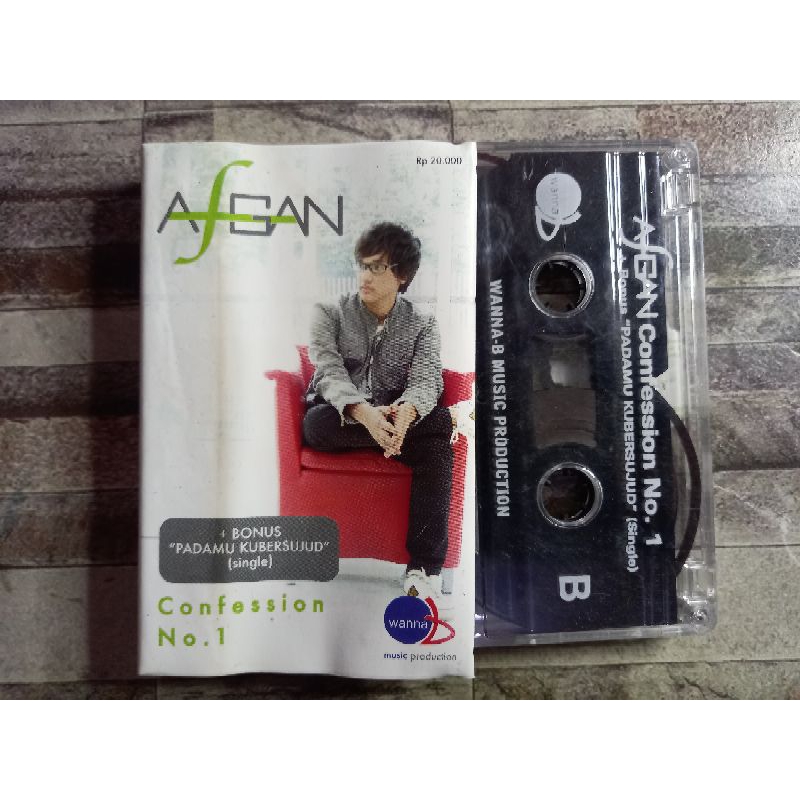 Rp 20.000
AfGAN
+ BONUS
"PADAMU KUBERSUJUD"
(single)
Confession
No.1
wanna b
music production
wanna b
WANNA-B MUSIC PRODUCTION
AfGAN Confession No. 1
+ Bonus "PADAMU KUBERSUJUD" (Single)
B